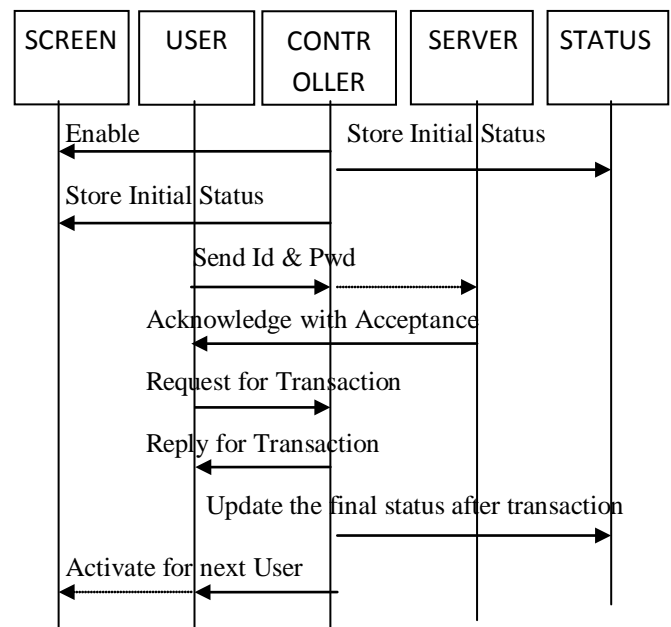 SCREEN
USER
CONTR
OLLER
SERVER
STATUS
Enable
Store Initial Status
Store Initial Status
Send Id & Pwd
Acknowledge with Acceptance
Request for Transaction
Reply for Transaction
Update the final status after transaction
Activate for next User